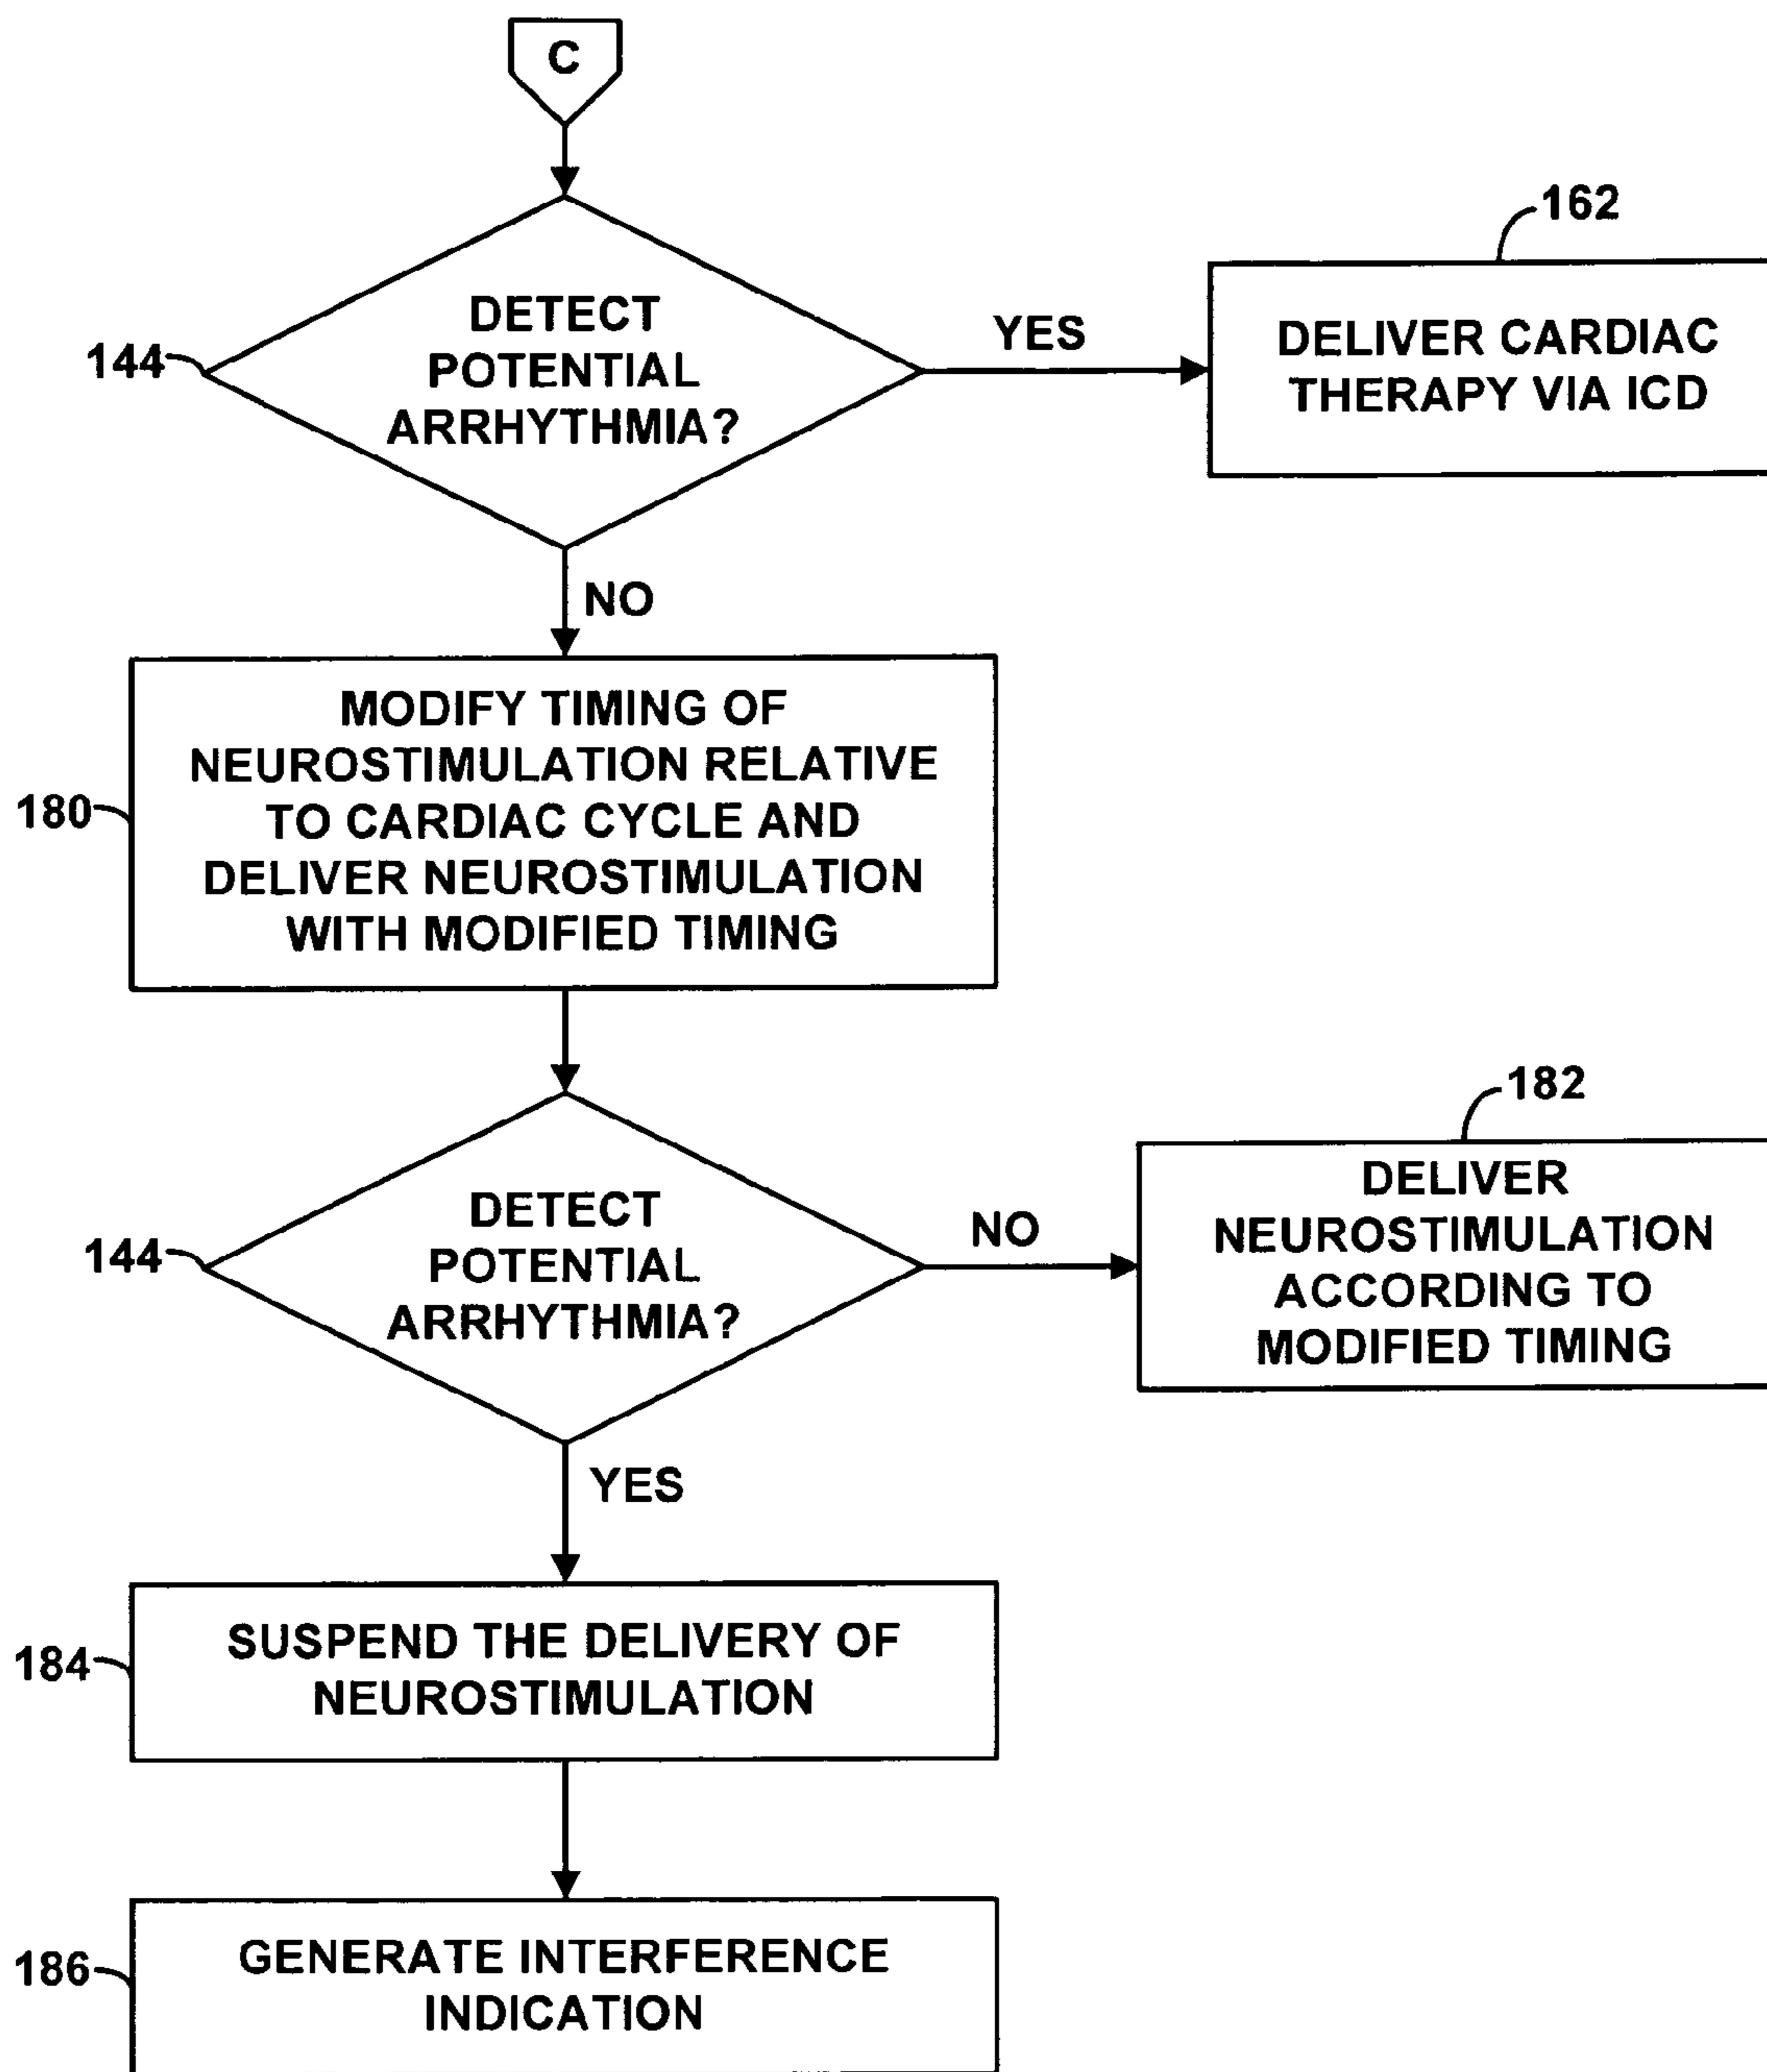 C
162
DETECT
POTENTIAL
ARRHYTHMIA?
144
YES
DELIVER CARDIAC
THERAPY VIA ICD
NO
MODIFY TIMING OF
NEUROSTIMULATION RELATIVE
TO CARDIAC CYCLE AND
DELIVER NEUROSTIMULATION
WITH MODIFIED TIMING
180
182
DETECT
POTENTIAL
ARRHYTHMIA?
144
NO
DELIVER
NEUROSTIMULATION
ACCORDING TO
MODIFIED TIMING
YES
SUSPEND THE DELIVERY OF
NEUROSTIMULATION
184
GENERATE INTERFERENCE
INDICATION
186